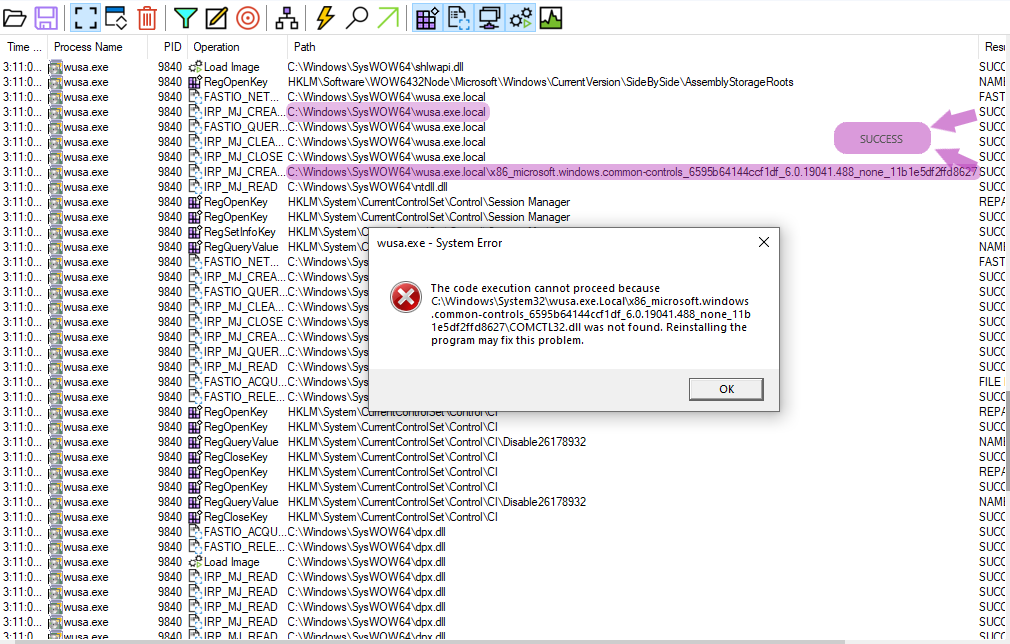 Time ... Process Name PID Operation Path Resu
3:11:0... wusa.exe 9840 Load Image C:\Windows\SysWOW64\shlwapi.dll SUCC
3:11:0... wusa.exe 9840 RegOpenKey HKLM\Software\WOW6432Node\Microsoft\Windows\CurrentVersion\SideBySide\AssemblyStorageRoots NAME
3:11:0... wusa.exe 9840 FASTIO_NET... C:\Windows\SysWOW64\wusa.exe.local FAST
3:11:0... wusa.exe 9840 IRP_MJ_CREA... C:\Windows\SysWOW64\wusa.exe.local SUCC
3:11:0... wusa.exe 9840 FASTIO_QUER... C:\Windows\SysWOW64\wusa.exe.local SUCC
SUCCESS
3:11:0... wusa.exe 9840 IRP_MJ_CLEA... C:\Windows\SysWOW64\wusa.exe.local SUCC
3:11:0... wusa.exe 9840 IRP_MJ_CLOSE C:\Windows\SysWOW64\wusa.exe.local SUCC
3:11:0... wusa.exe 9840 IRP_MJ_CREA... C:\Windows\SysWOW64\wusa.exe.local\x86_microsoft.windows.common-controls_6595b64144ccf1df_6.0.19041.488_none_11b1e5df2ffd8627 SUCC
3:11:0... wusa.exe 9840 IRP_MJ_READ C:\Windows\SysWOW64\ntdll.dll SUCC
3:11:0... wusa.exe 9840 RegOpenKey HKLM\System\CurrentControlSet\Control\Session Manager REPA
3:11:0... wusa.exe 9840 RegOpenKey HKLM\System\CurrentControlSet\Control\Session Manager SUCC
3:11:0... wusa.exe 9840 RegSetInfoKey SUCC
3:11:0... wusa.exe 9840 RegQueryValue HKLM\System\C NAME
3:11:0... wusa.exe 9840 FASTIO_NET... C:\Windows\Sys FAST
3:11:0... wusa.exe 9840 IRP_MJ_CREA... C:\Windows\Sys SUCC
3:11:0... wusa.exe 9840 FASTIO_QUER... C:\Windows\Sys SUCC
3:11:0... wusa.exe 9840 IRP_MJ_CLEA... C:\Windows\Sys SUCC
3:11:0... wusa.exe 9840 IRP_MJ_CLOSE C:\Windows\Sys SUCC
3:11:0... wusa.exe 9840 IRP_MJ_CREA... C:\Windows\Sys SUCC
3:11:0... wusa.exe 9840 IRP_MJ_QUER... C:\Windows\Sys SUCC
3:11:0... wusa.exe 9840 IRP_MJ_READ C:\Windows\Sys SUCC
3:11:0... wusa.exe 9840 FASTIO_ACQU... C:\Windows\Sys FILE
3:11:0... wusa.exe 9840 FASTIO_RELE... C:\Windows\Sys SUCC
wusa.exe - System Error
The code execution cannot proceed because
C:\Windows\System32\wusa.exe.Local\x86_microsoft.windows
.common-controls_6595b64144ccf1df_6.0.19041.488_none_11b
1e5df2ffd8627\COMCTL32.dll was not found. Reinstalling the
program may fix this problem.
OK
3:11:0... wusa.exe 9840 RegOpenKey HKLM\System\CurrentControlSet\Control\CI REPA
3:11:0... wusa.exe 9840 RegOpenKey HKLM\System\CurrentControlSet\Control\CI SUCC
3:11:0... wusa.exe 9840 RegQueryValue HKLM\System\CurrentControlSet\Control\CI\Disable26178932 NAME
3:11:0... wusa.exe 9840 RegCloseKey HKLM\System\CurrentControlSet\Control\CI SUCC
3:11:0... wusa.exe 9840 RegOpenKey HKLM\System\CurrentControlSet\Control\CI REPA
3:11:0... wusa.exe 9840 RegOpenKey HKLM\System\CurrentControlSet\Control\CI SUCC
3:11:0... wusa.exe 9840 RegQueryValue HKLM\System\CurrentControlSet\Control\CI\Disable26178932 NAME
3:11:0... wusa.exe 9840 RegCloseKey HKLM\System\CurrentControlSet\Control\CI SUCC
3:11:0... wusa.exe 9840 FASTIO_ACQU... C:\Windows\SysWOW64\dpx.dll SUCC
3:11:0... wusa.exe 9840 FASTIO_RELE... C:\Windows\SysWOW64\dpx.dll SUCC
3:11:0... wusa.exe 9840 Load Image C:\Windows\SysWOW64\dpx.dll SUCC
3:11:0... wusa.exe 9840 IRP_MJ_READ C:\Windows\SysWOW64\dpx.dll SUCC
3:11:0... wusa.exe 9840 IRP_MJ_READ C:\Windows\SysWOW64\dpx.dll SUCC
3:11:0... wusa.exe 9840 IRP_MJ_READ C:\Windows\SysWOW64\dpx.dll SUCC
3:11:0... wusa.exe 9840 IRP_MJ_READ C:\Windows\SysWOW64\dpx.dll SUCC
3:11:0... wusa.exe 9840 IRP_MJ_READ C:\Windows\SysWOW64\dpx.dll SUCC